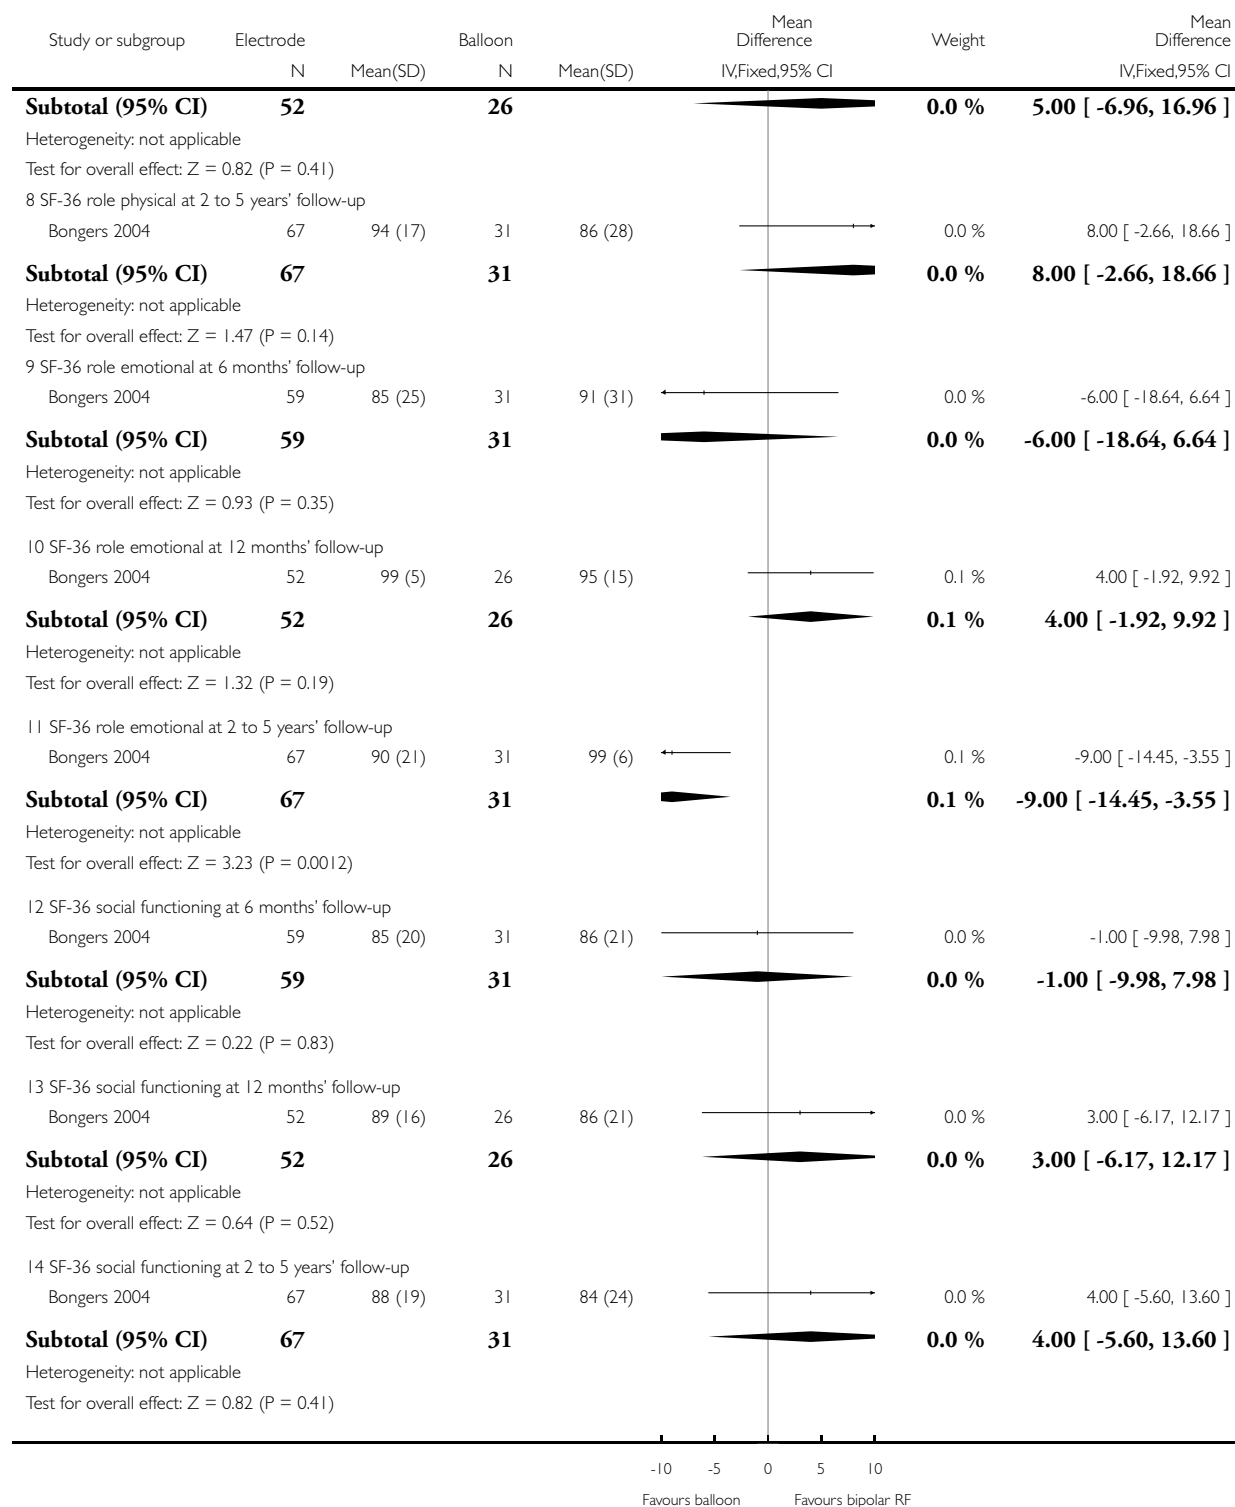 Study or subgroup Electrode Balloon Mean Difference Weight Mean Difference
N Mean(SD) N Mean(SD) IV,Fixed,95% CI IV,Fixed,95% CI
Subtotal (95% CI) 52 26 0.0 % 5.00 [ -6.96, 16.96 ]
Heterogeneity: not applicable
Test for overall effect: Z = 0.82 (P = 0.41)
8 SF-36 role physical at 2 to 5 years' follow-up
Bongers 2004 67 94 (17) 31 86 (28) 0.0 % 8.00 [ -2.66, 18.66 ]
Subtotal (95% CI) 67 31 0.0 % 8.00 [ -2.66, 18.66 ]
Heterogeneity: not applicable
Test for overall effect: Z = 1.47 (P = 0.14)
9 SF-36 role emotional at 6 months' follow-up
Bongers 2004 59 85 (25) 31 91 (31) 0.0 % -6.00 [ -18.64, 6.64 ]
Subtotal (95% CI) 59 31 0.0 % -6.00 [ -18.64, 6.64 ]
Heterogeneity: not applicable
Test for overall effect: Z = 0.93 (P = 0.35)
10 SF-36 role emotional at 12 months' follow-up
Bongers 2004 52 99 (5) 26 95 (15) 0.1 % 4.00 [ -1.92, 9.92 ]
Subtotal (95% CI) 52 26 0.1 % 4.00 [ -1.92, 9.92 ]
Heterogeneity: not applicable
Test for overall effect: Z = 1.32 (P = 0.19)
11 SF-36 role emotional at 2 to 5 years' follow-up
Bongers 2004 67 90 (21) 31 99 (6) 0.1 % -9.00 [ -14.45, -3.55 ]
Subtotal (95% CI) 67 31 0.1 % -9.00 [ -14.45, -3.55 ]
Heterogeneity: not applicable
Test for overall effect: Z = 3.23 (P = 0.0012)
12 SF-36 social functioning at 6 months' follow-up
Bongers 2004 59 85 (20) 31 86 (21) 0.0 % -1.00 [ -9.98, 7.98 ]
Subtotal (95% CI) 59 31 0.0 % -1.00 [ -9.98, 7.98 ]
Heterogeneity: not applicable
Test for overall effect: Z = 0.22 (P = 0.83)
13 SF-36 social functioning at 12 months' follow-up
Bongers 2004 52 89 (16) 26 86 (21) 0.0 % 3.00 [ -6.17, 12.17 ]
Subtotal (95% CI) 52 26 0.0 % 3.00 [ -6.17, 12.17 ]
Heterogeneity: not applicable
Test for overall effect: Z = 0.64 (P = 0.52)
14 SF-36 social functioning at 2 to 5 years' follow-up
Bongers 2004 67 88 (19) 31 84 (24) 0.0 % 4.00 [ -5.60, 13.60 ]
Subtotal (95% CI) 67 31 0.0 % 4.00 [ -5.60, 13.60 ]
Heterogeneity: not applicable
Test for overall effect: Z = 0.82 (P = 0.41)
-10 -5 0 5 10
Favours balloon Favours bipolar RF